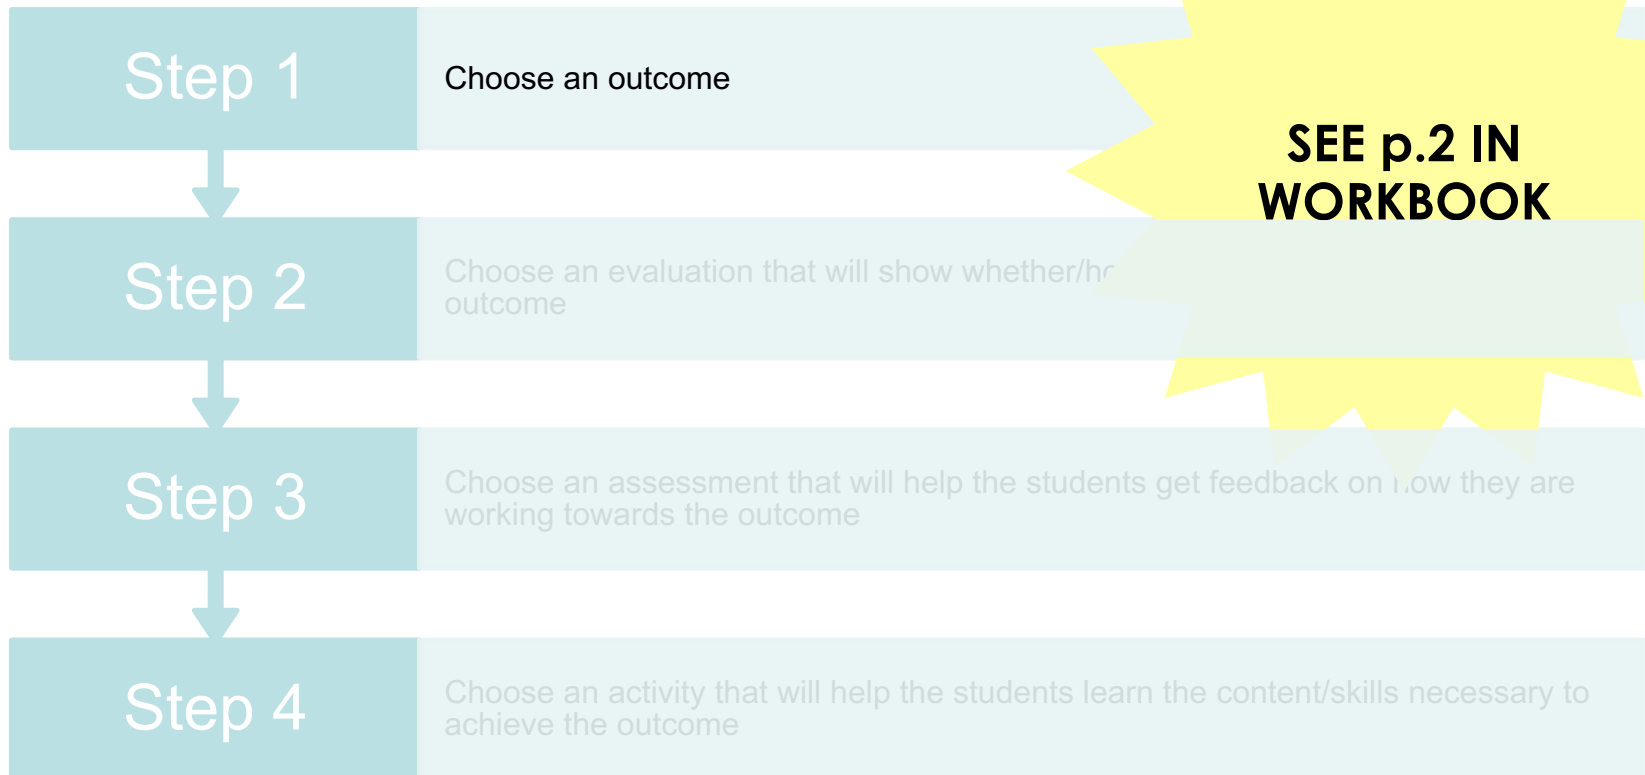 Step 1
Choose an outcome
SEE p.2 IN
WORKBOOK
Step 2
Choose an evaluation that will show whether/
outcome
Step 3
Choose an assessment that will help the students get feedback on how they are
working towards the outcome
Step 4
Choose an activity that will help the students learn the content/skills necessary to
achieve the outcome